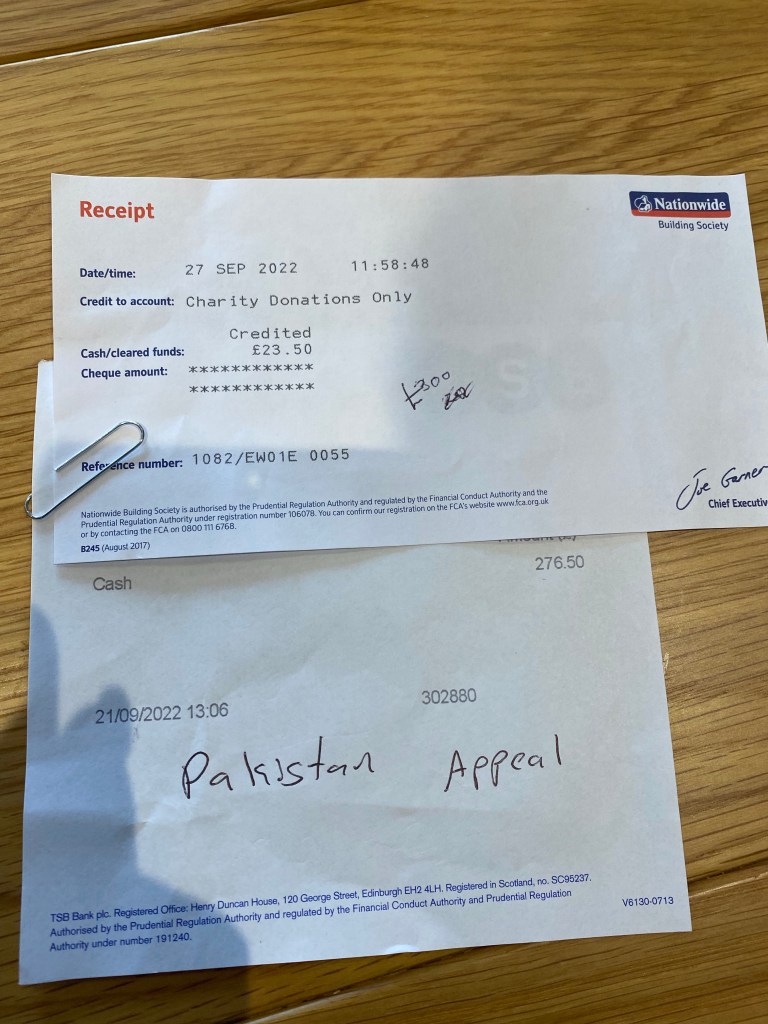 Receipt
Nationwide
Building Society
Date/time: 27 SEP 2022 11:58:48
Credit to account: Charity Donations Only
Credited
Cash/cleared funds: £23.50
Cheque amount: ************
************
£300
Reference number: 1082/EW01E 0055
Joe Garner
Chief Executiv
Nationwide Building Society is authorised by the Prudential Regulation Authority and regulated by the Financial Conduct Authority and the
Prudential Regulation Authority under registration number 106078. You can confirm our registration on the FCA's website www.fca.org.uk
or by contacting the FCA on 0800 111 6768.
B245 (August 2017)
276.50
Cash
21/09/2022 13:06 302880
Pakistan Appeal
TSB Bank plc. Registered Office: Henry Duncan House, 120 George Street, Edinburgh EH2 4LH. Registered in Scotland, no. SC95237.
Authorised by the Prudential Regulation Authority and regulated by the Financial Conduct Authority and Prudential Regulation
Authority under number 191240.
V6130-0713